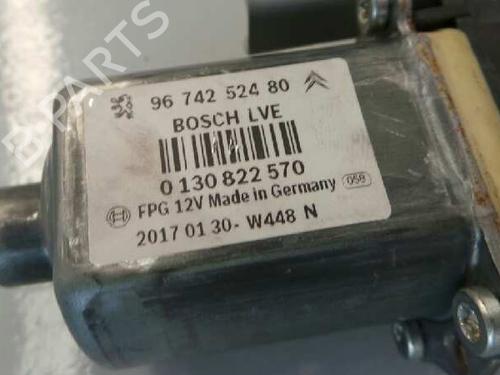 B-PARTS
96 742 524 80
BOSCH LVE
0 130 822 570
FPG 12V Made in Germany 059
2017 01 30- W448 N